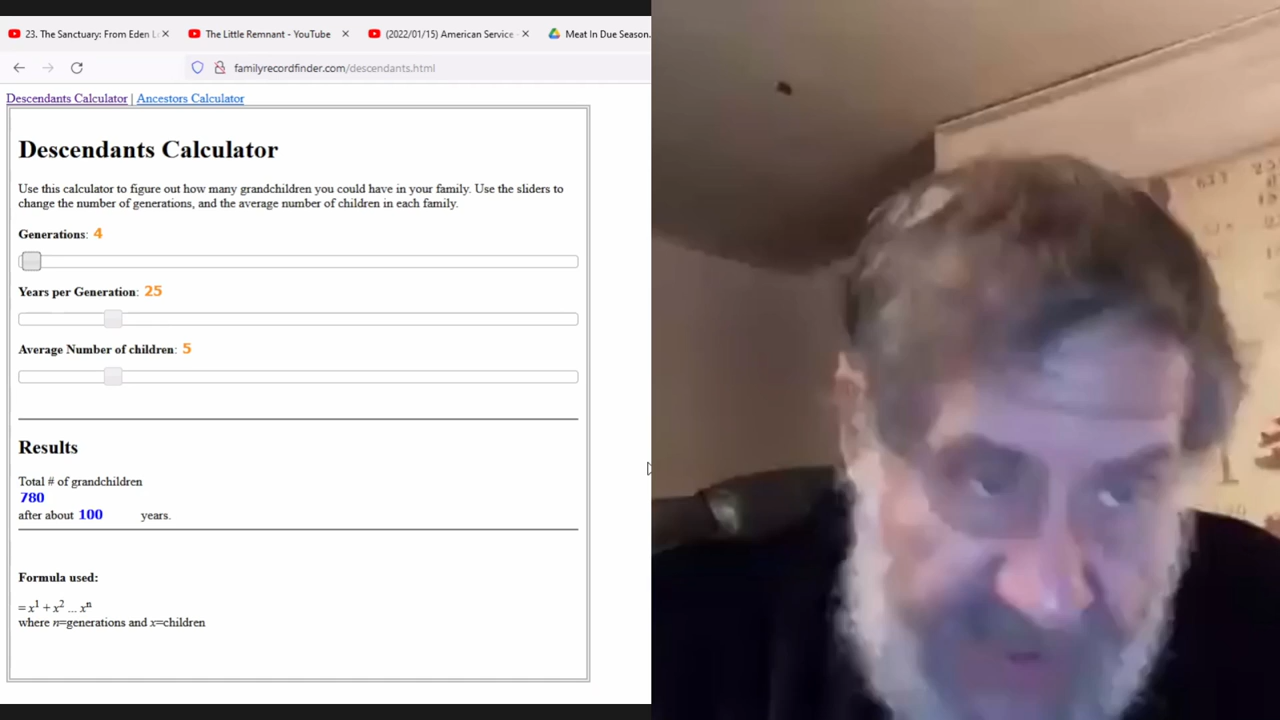 23. The Sanctuary: From Eden L
The Little Remnant - YouTube
(2022/01/15) American Service -
Meat In Due Season.
familyrecordfinder.com/descendants.html
Descendants Calculator | Ancestors Calculator
Descendants Calculator
Use this calculator to figure out how many grandchildren you could have in your family. Use the sliders to
change the number of generations, and the average number of children in each family.
Generations: 4
Years per Generation: 25
Average Number of children: 5
Results
Total # of grandchildren
780
after about 100 years.
Formula used:
= x¹ + x² ... xⁿ
where n=generations and x=children